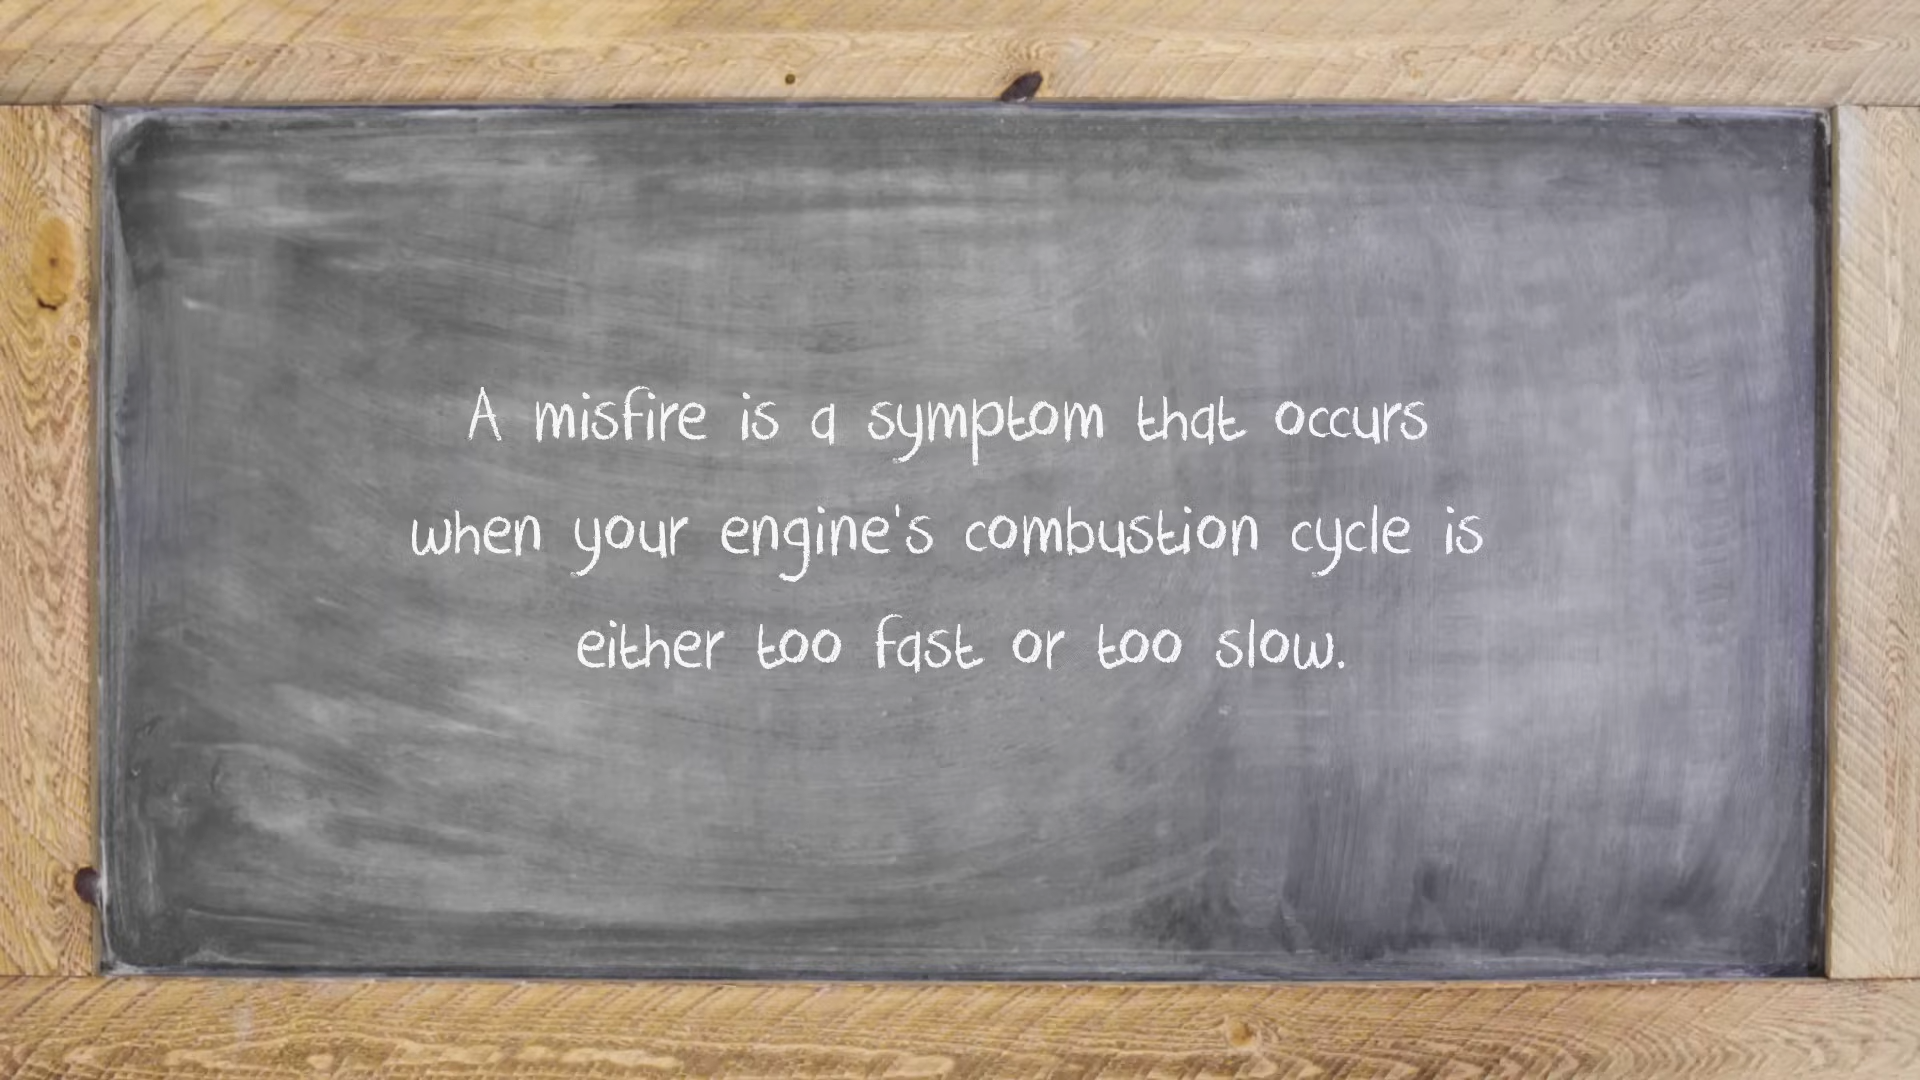 A misfire is a symptom that occurs
when your engine's combustion cycle is
either too fast or too slow.